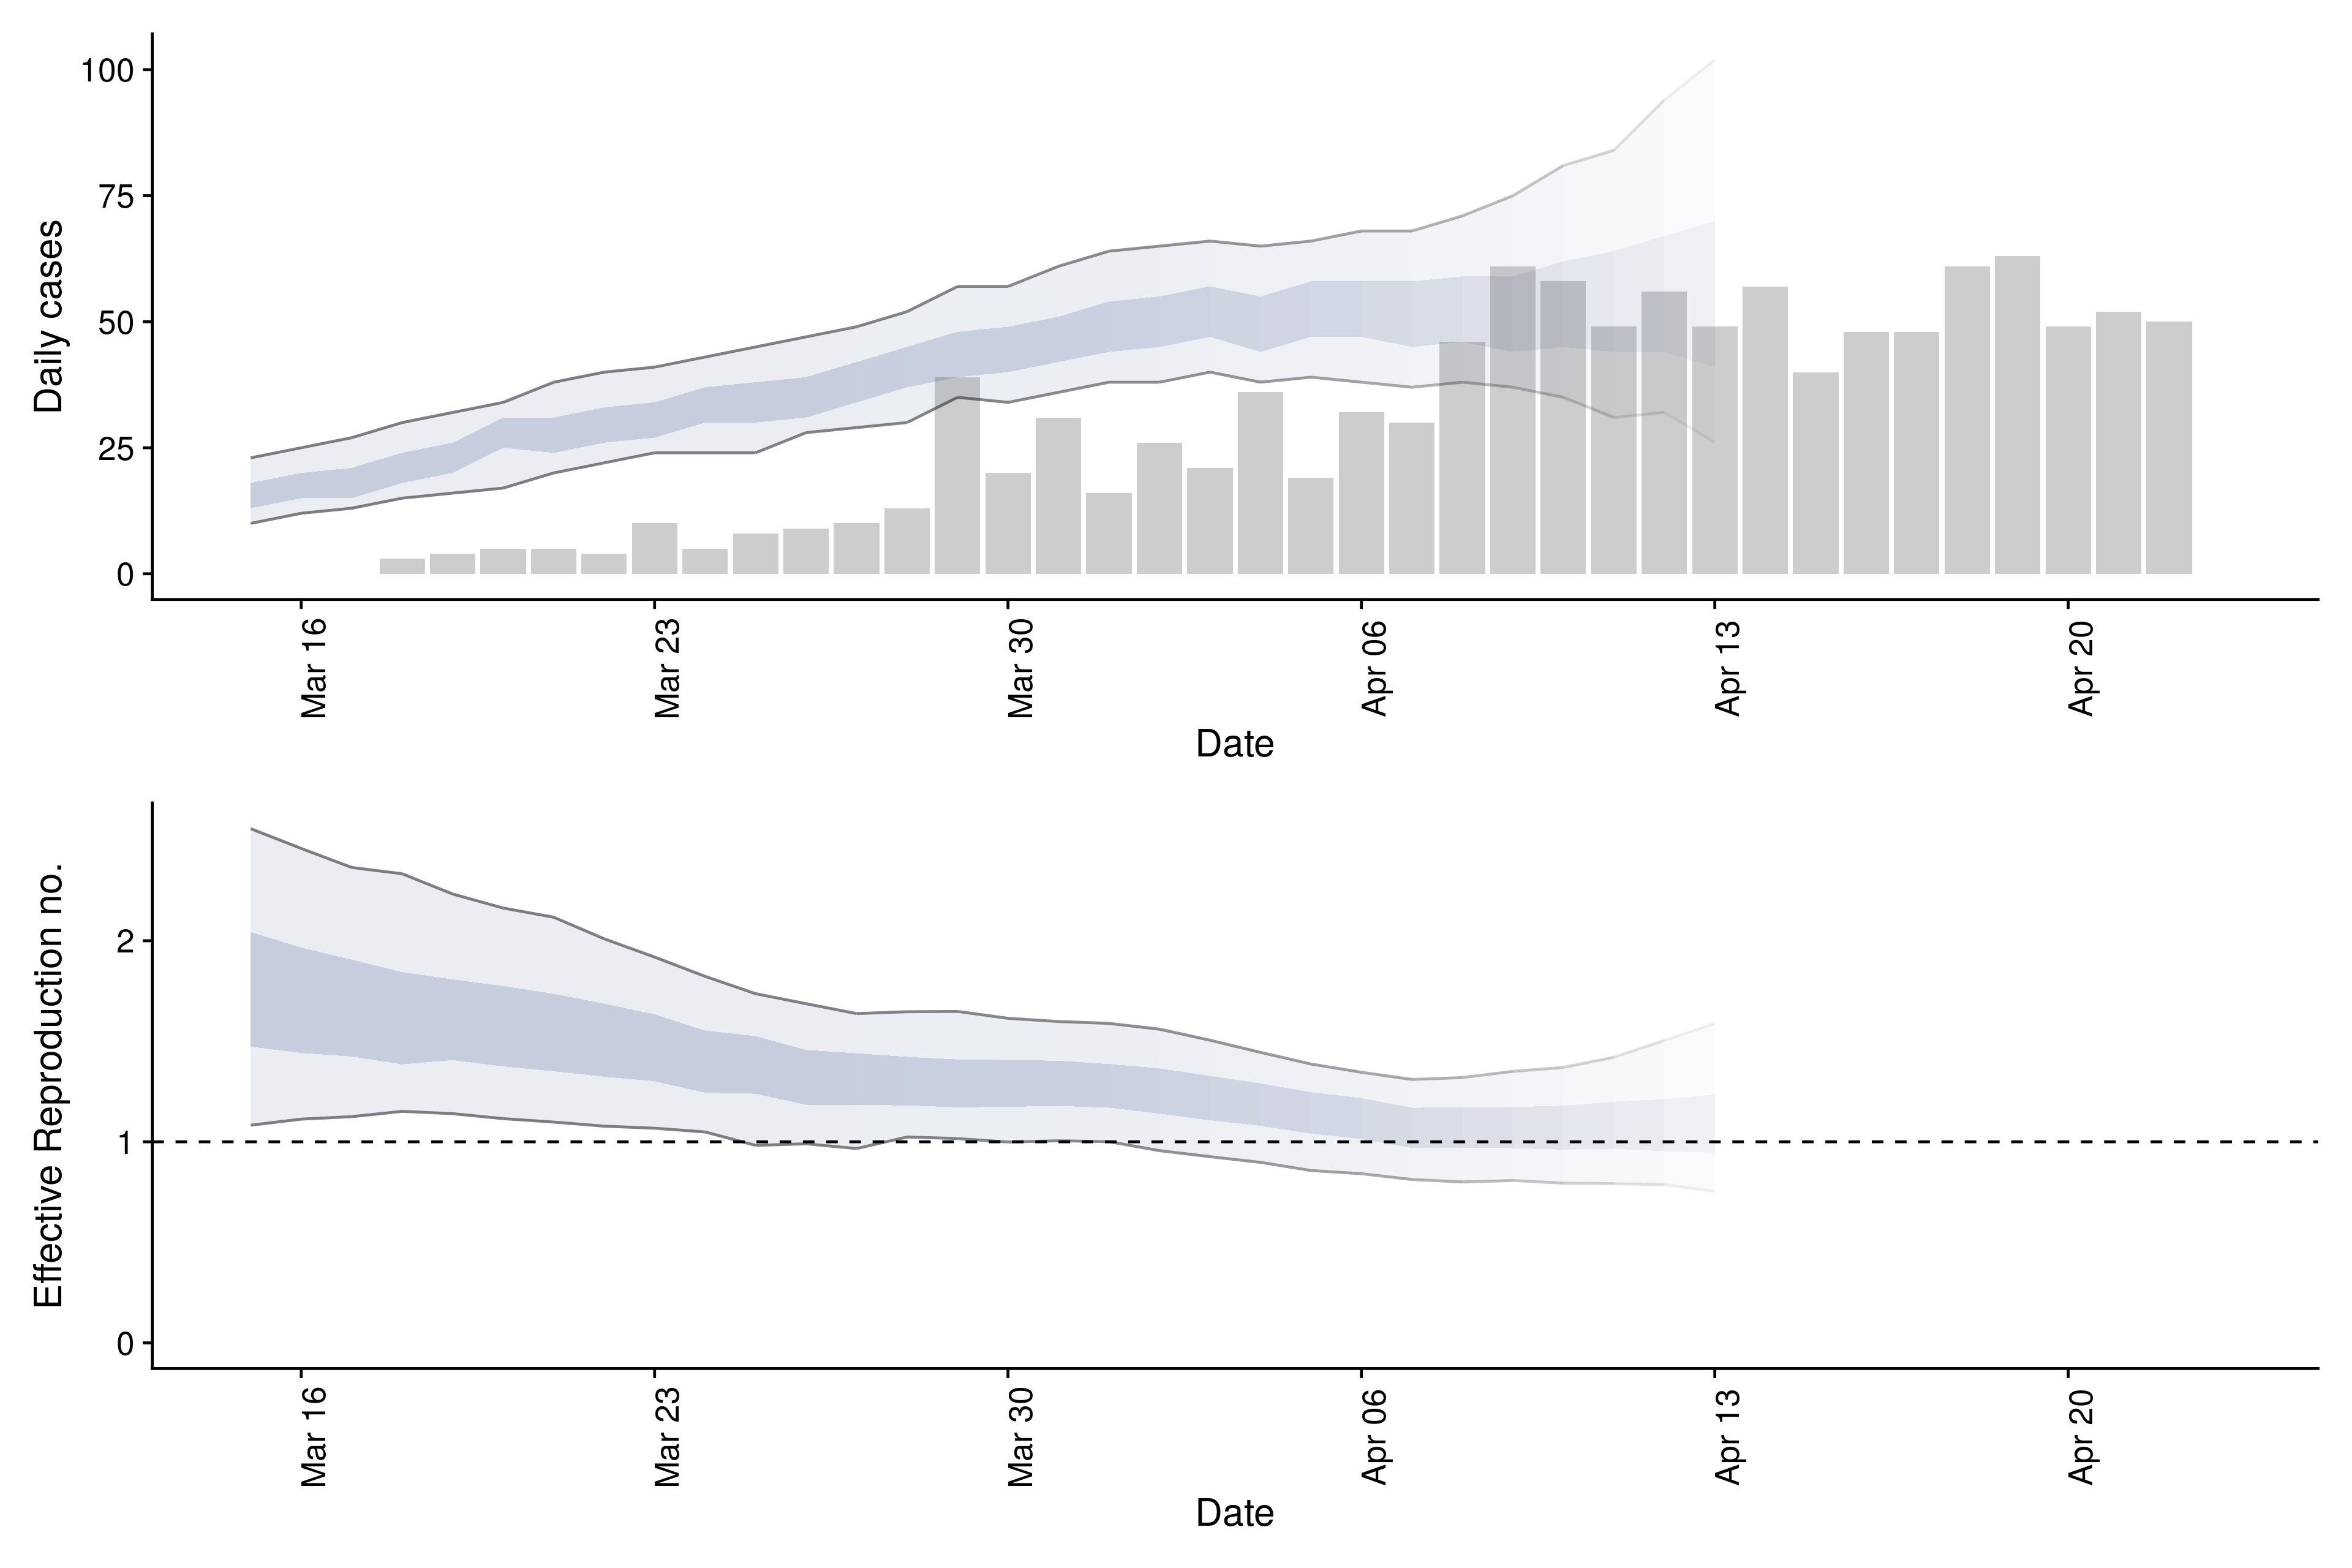 Daily cases
100
75
50
25
0
Mar 16
Mar 23
Mar 30
Apr 06
Apr 13
Apr 20
Date
Effective Reproduction no.
2
1
0
Mar 16
Mar 23
Mar 30
Apr 06
Apr 13
Apr 20
Date